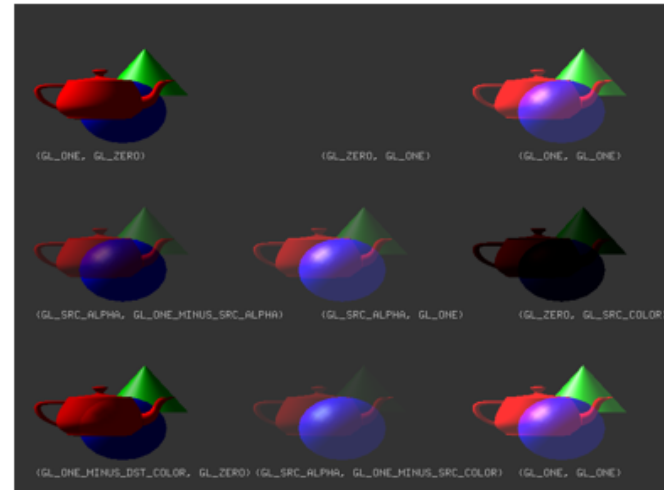 (GL_ONE, GL_ZERO) (GL_ZERO, GL_ONE) (GL_ONE, GL_ONE)
(GL_SRC_ALPHA, GL_ONE_MINUS_SRC_ALPHA) (GL_SRC_ALPHA, GL_ONE) (GL_ZERO, GL_SRC_COLOR)
(GL_ONE_MINUS_DST_COLOR, GL_ZERO) (GL_SRC_ALPHA, GL_ONE_MINUS_SRC_COLOR) (GL_ONE, GL_ONE)